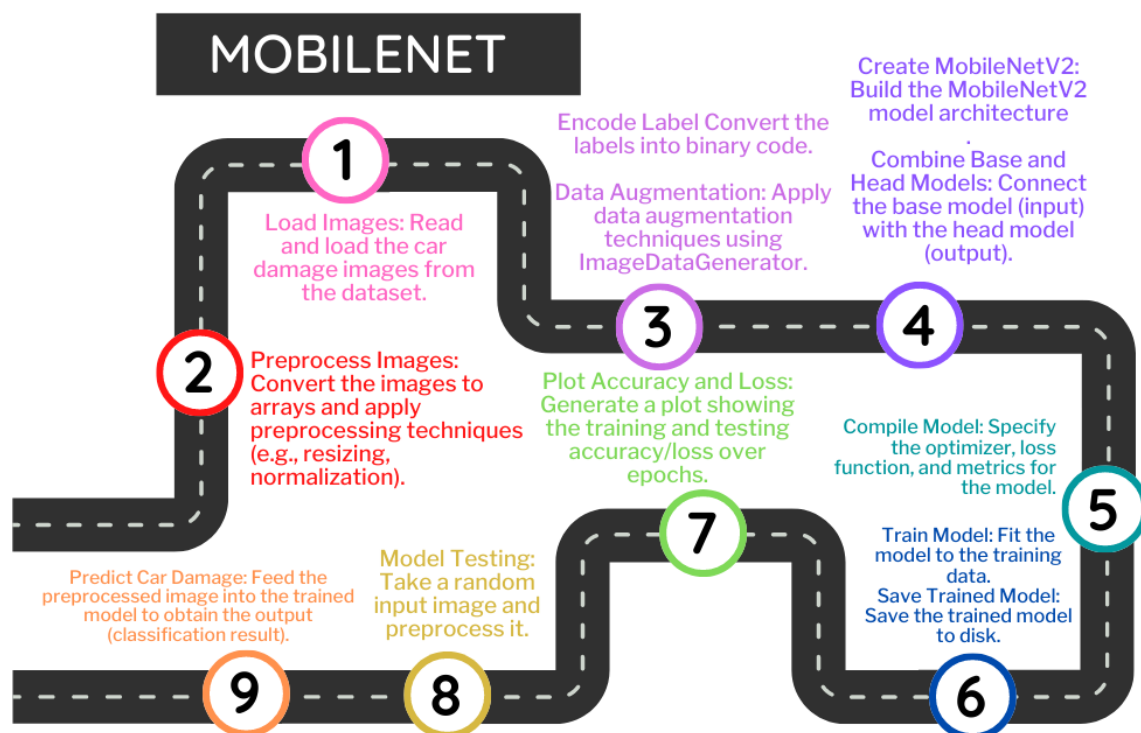 MOBILENET
1
Load Images: Read
and load the car
damage images from
the dataset.
2
Preprocess Images:
Convert the images to
arrays and apply
preprocessing techniques
(e.g., resizing,
normalization).
Encode Label Convert the
labels into binary code.
Data Augmentation: Apply
data augmentation
techniques using
ImageDataGenerator.
3
Create MobileNetV2:
Build the MobileNetV2
model architecture
.
Combine Base and
Head Models: Connect
the base model (input)
with the head model
(output).
4
Compile Model: Specify
the optimizer, loss
function, and metrics for
the model.
5
Train Model: Fit the
model to the training
data.
Save Trained Model:
Save the trained model
to disk.
6
Plot Accuracy and Loss:
Generate a plot showing
the training and testing
accuracy/loss over
epochs.
7
Model Testing:
Take a random
input image and
preprocess it.
8
Predict Car Damage: Feed the
preprocessed image into the trained
model to obtain the output
(classification result).
9